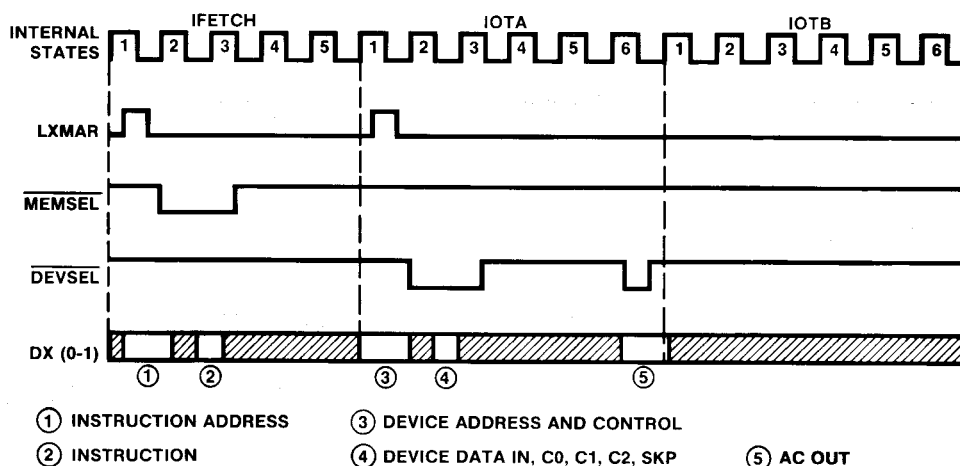 IFETCH IOTA IOTB
INTERNAL STATES 1 2 3 4 5 1 2 3 4 5 6 1 2 3 4 5 6
LXMAR
MEMSEL
DEVSEL
DX (0-1)
① ② ③ ④ ⑤
① INSTRUCTION ADDRESS ③ DEVICE ADDRESS AND CONTROL
② INSTRUCTION ④ DEVICE DATA IN, C0, C1, C2, SKP ⑤ AC OUT